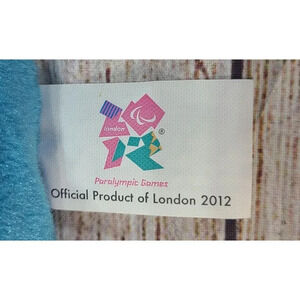 london
®
Paralympic Games
Official Product of London 2012